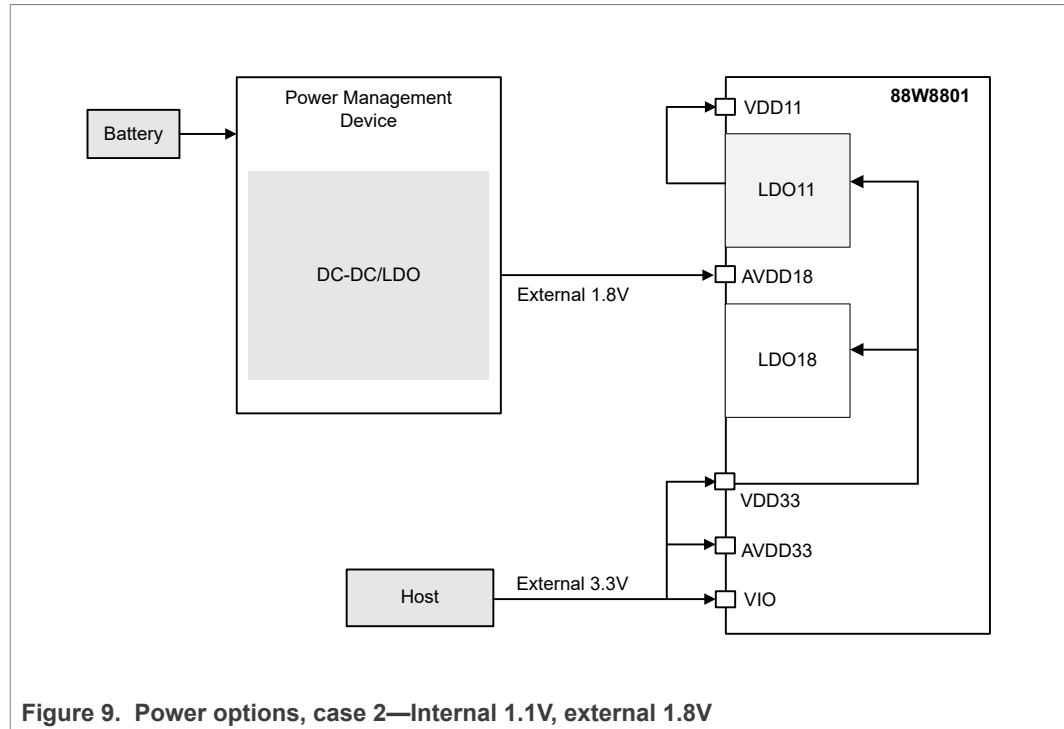 Power Management
Device
88W8801
VDD11
Battery
LDO11
DC-DC/LDO
AVDD18
External 1.8V
LDO18
VDD33
AVDD33
External 3.3V
Host
VIO
Figure 9. Power options, case 2—Internal 1.1V, external 1.8V